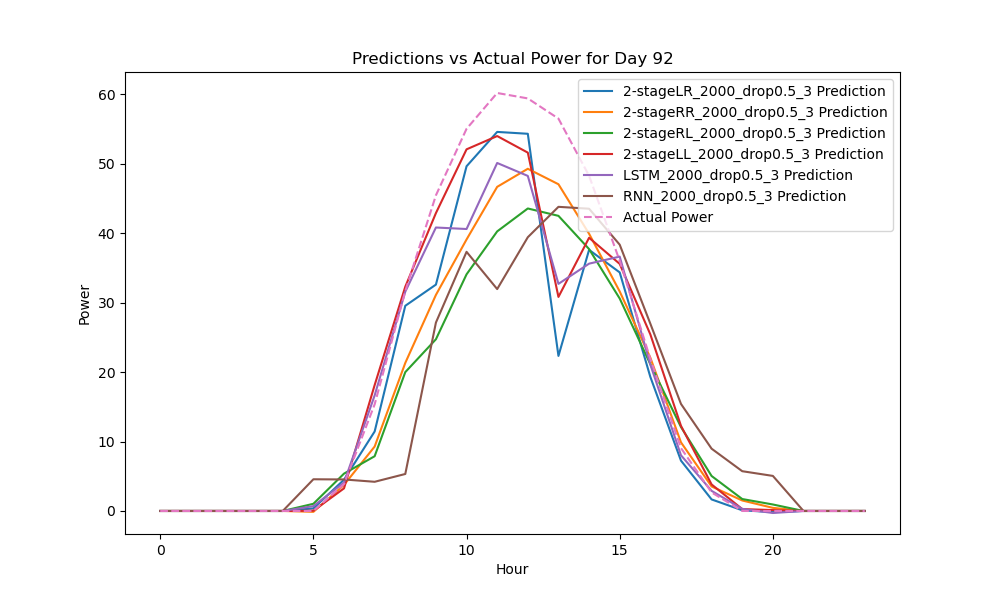 Predictions vs Actual Power for Day 92
2-stageLR_2000_drop0.5_3 Prediction
2-stageRR_2000_drop0.5_3 Prediction
2-stageRL_2000_drop0.5_3 Prediction
2-stageLL_2000_drop0.5_3 Prediction
LSTM_2000_drop0.5_3 Prediction
RNN_2000_drop0.5_3 Prediction
Actual Power
Power
60
50
40
30
20
10
0
0 5 10 15 20
Hour